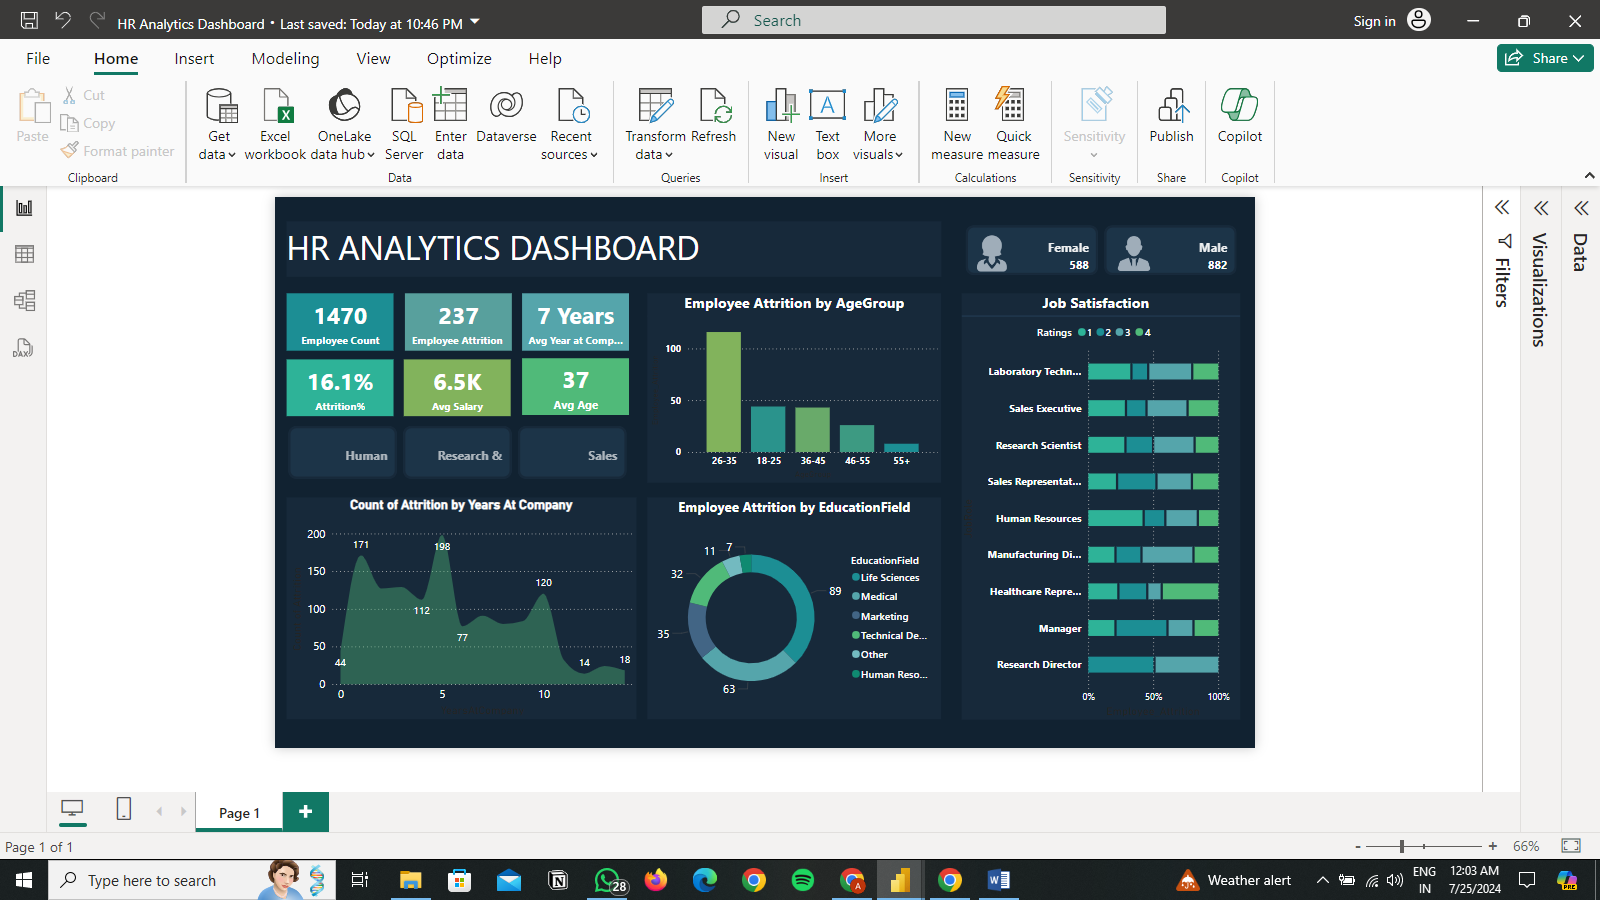 HR Analytics Dashboard • Last saved: Today at 10:46 PM
Search
Sign in
File Home Insert Modeling View Optimize Help
Share
Paste
Cut
Copy
Format painter
Clipboard
Get data
Excel workbook
OneLake data hub
SQL Server
Enter data
Dataverse
Recent sources
Data
Transform data
Refresh
Queries
New visual
Text box
More visuals
Insert
New measure
Quick measure
Calculations
Sensitivity
Sensitivity
Publish
Share
Copilot
Copilot
HR ANALYTICS DASHBOARD
Female
588
Male
882
1470
Employee Count
237
Employee Attrition
7 Years
Avg Year at Comp...
16.1%
Attrition%
6.5K
Avg Salary
37
Avg Age
Human
Research &
Sales
Employee Attrition by AgeGroup
100
50
0
26-35 18-25 36-45 46-55 55+
Job Satisfaction
Ratings 1 2 3 4
Laboratory Techn...
Sales Executive
Research Scientist
Sales Representat...
Human Resources
Manufacturing Di...
Healthcare Repre...
Manager
Research Director
0% 50% 100%
Count of Attrition by Years At Company
200
150
100
50
0
171
198
120
112
77
44
14
18
0 5 10
Employee Attrition by EducationField
89
63
35
32
11
7
EducationField
Life Sciences
Medical
Marketing
Technical De...
Other
Human Reso...
Filters
Visualizations
Data
DAX
Page 1
+
Page 1 of 1
- + 66%
Type here to search
28
A
Weather alert
ENG
IN
12:03 AM
7/25/2024
PRE